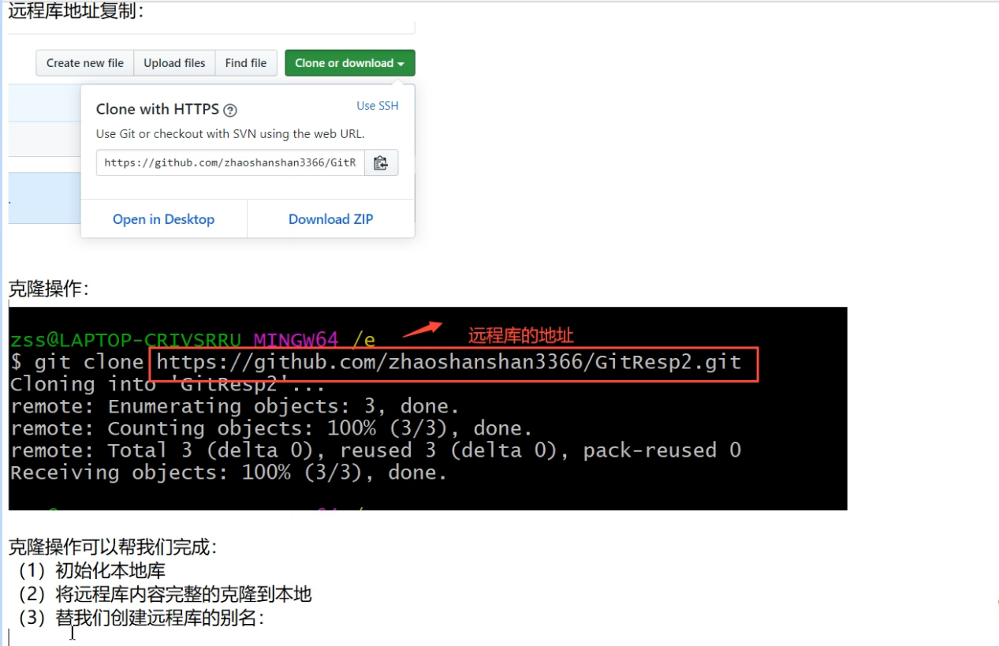 远程库地址复制：
Create new file Upload files Find file Clone or download
Clone with HTTPS ? Use SSH
Use Git or checkout with SVN using the web URL.
https://github.com/zhaoshanshan3366/GitR
Open in Desktop Download ZIP
克隆操作：
zss@LAPTOP-CRIVSRRU MINGW64 /e 远程库的地址
$ git clone https://github.com/zhaoshanshan3366/GitResp2.git
Cloning into 'GitResp2'...
remote: Enumerating objects: 3, done.
remote: Counting objects: 100% (3/3), done.
remote: Total 3 (delta 0), reused 3 (delta 0), pack-reused 0
Receiving objects: 100% (3/3), done.
克隆操作可以帮我们完成：
（1）初始化本地库
（2）将远程库内容完整的克隆到本地
（3）替我们创建远程库的别名：